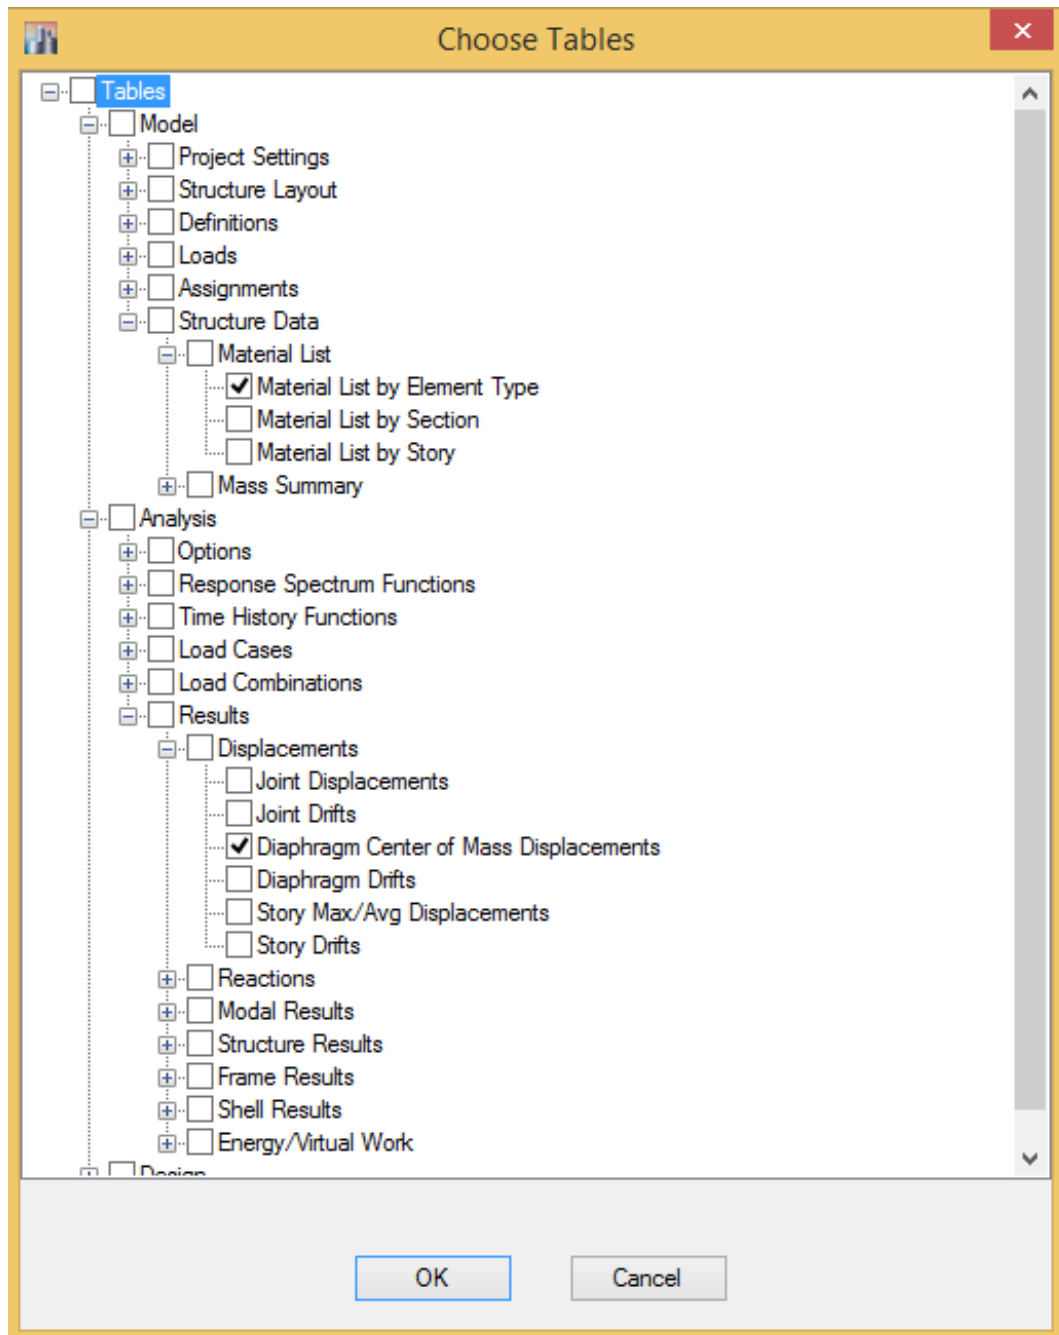 Choose Tables
Tables
Model
Project Settings
Structure Layout
Definitions
Loads
Assignments
Structure Data
Material List
Material List by Element Type
Material List by Section
Material List by Story
Mass Summary
Analysis
Options
Response Spectrum Functions
Time History Functions
Load Cases
Load Combinations
Results
Displacements
Joint Displacements
Joint Drifts
Diaphragm Center of Mass Displacements
Diaphragm Drifts
Story Max/Avg Displacements
Story Drifts
Reactions
Modal Results
Structure Results
Frame Results
Shell Results
Energy/Virtual Work
Design
OK Cancel